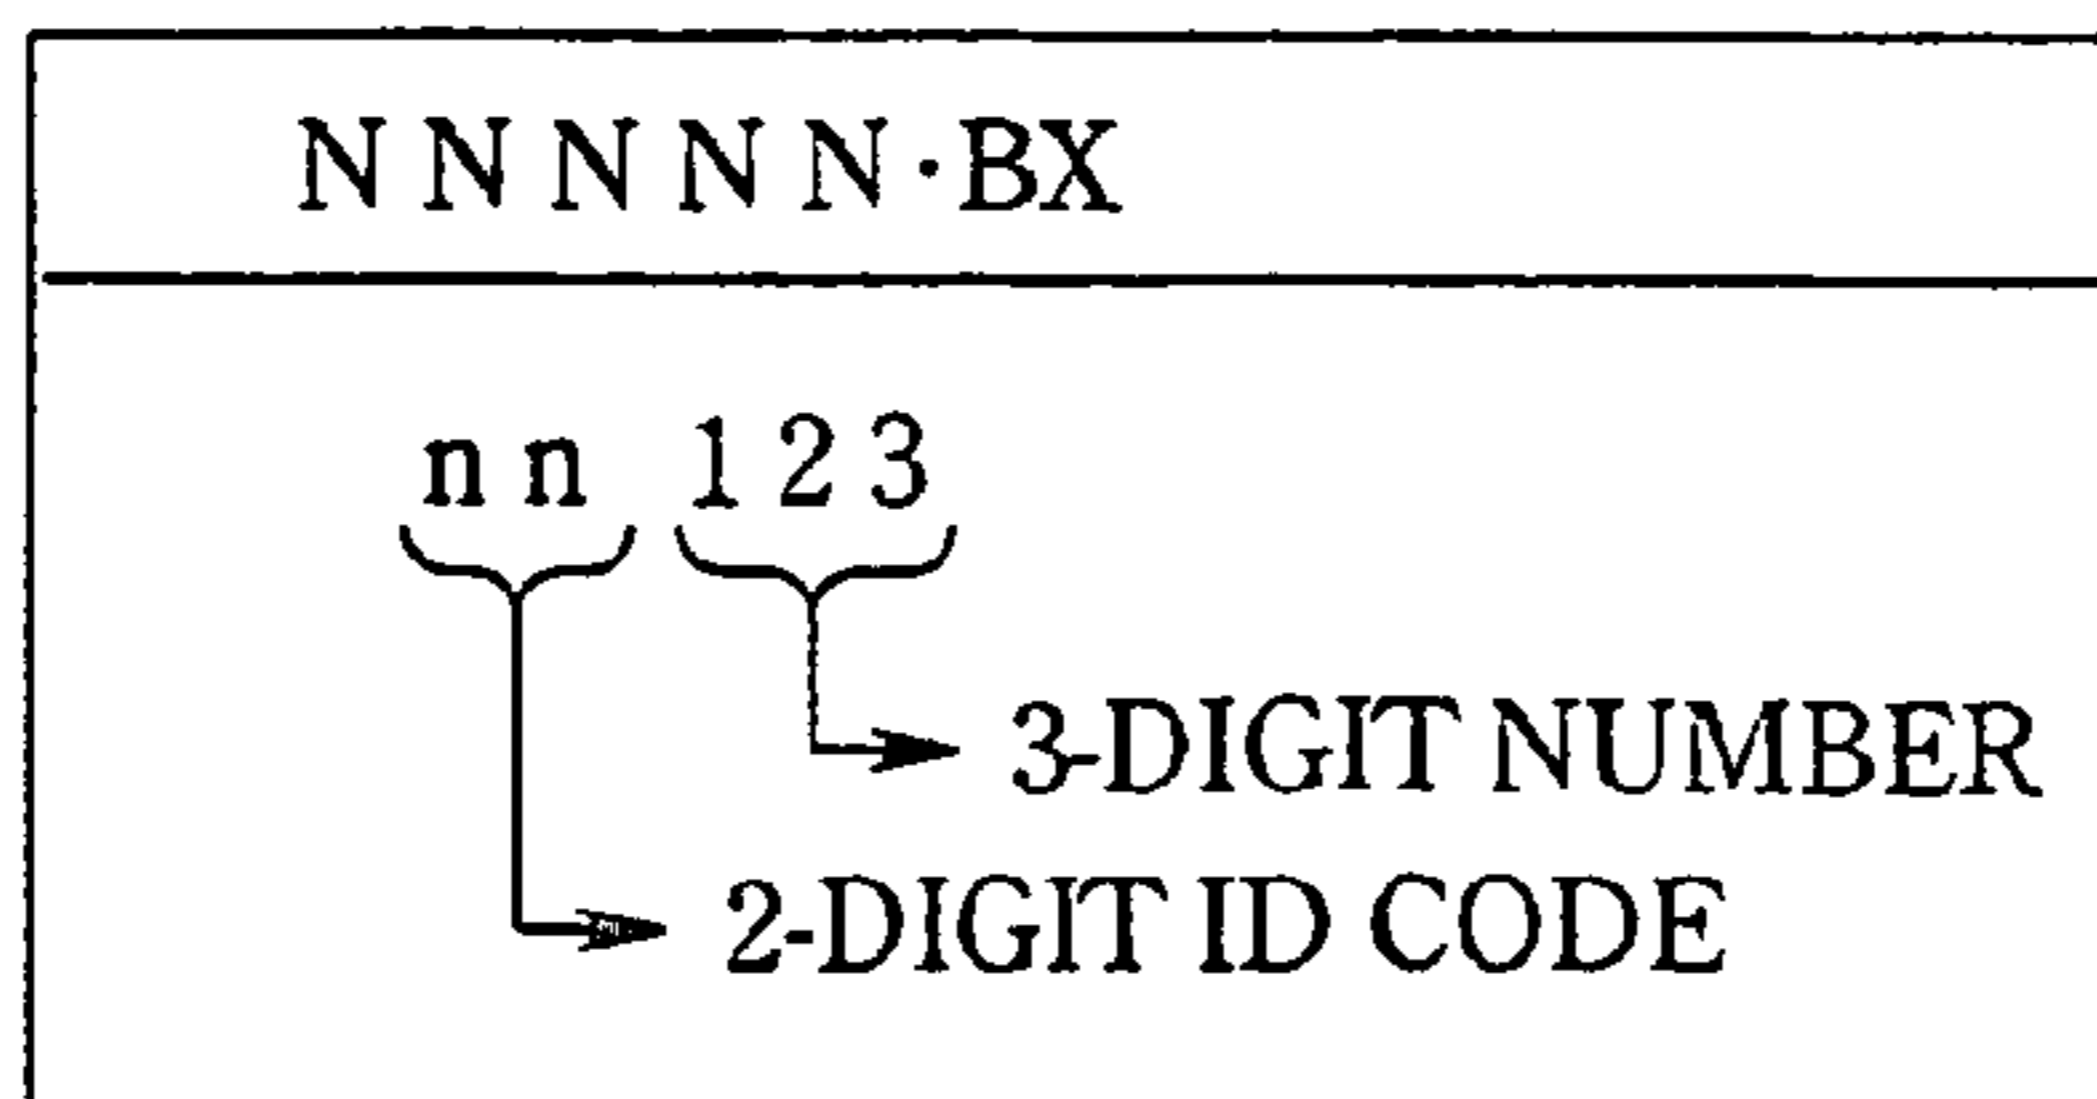 N N N N N · BX
n n 1 2 3
3-DIGIT NUMBER
2-DIGIT ID CODE